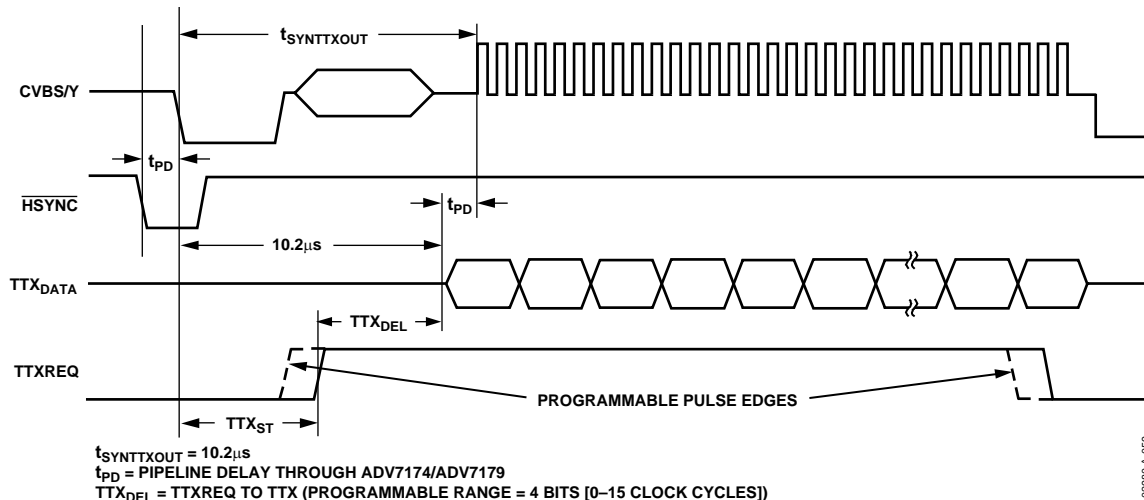 tSYNTTXOUT
CVBS/Y
tPD
HSYNC
tPD
10.2μs
TTXDATA
TTXDEL
TTXREQ
PROGRAMMABLE PULSE EDGES
TTXST
tSYNTTXOUT = 10.2μs
tPD = PIPELINE DELAY THROUGH ADV7174/ADV7179
TTXDEL = TTXREQ TO TTX (PROGRAMMABLE RANGE = 4 BITS [0–15 CLOCK CYCLES])